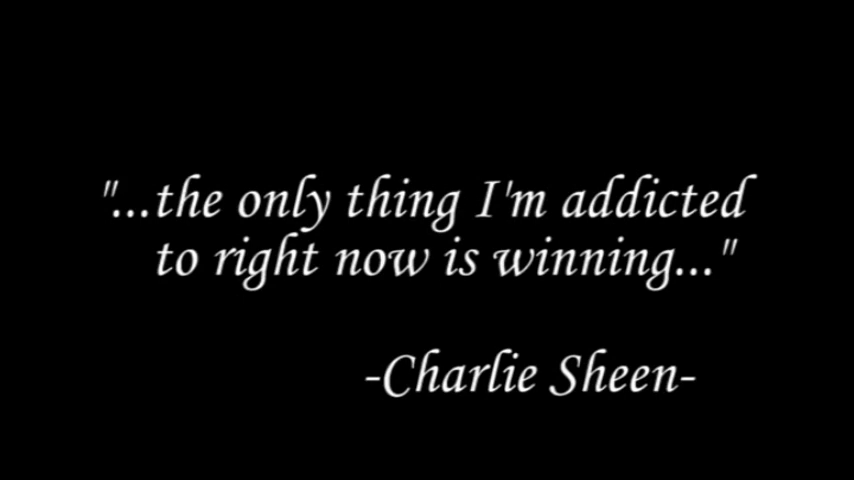 "...the only thing I'm addicted
to right now is winning..."
-Charlie Sheen-